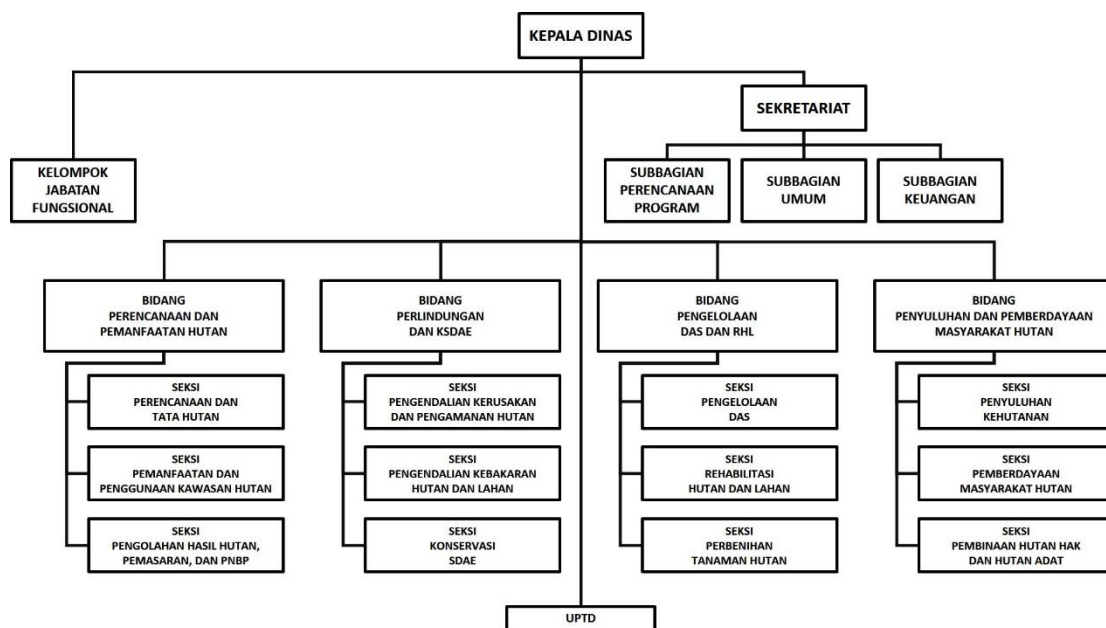 KEPALA DINAS
SEKRETARIAT
KELOMPOK
JABATAN
FUNGSIONAL
SUBBAGIAN
PERENCANAAN
PROGRAM
SUBBAGIAN
UMUM
SUBBAGIAN
KEUANGAN
BIDANG
PERENCANAAN DAN
PEMANFAATAN HUTAN
BIDANG
PERLINDUNGAN
DAN KSDAE
BIDANG
PENGELOLAAN
DAS DAN RHL
BIDANG
PENYULUHAN DAN PEMBERDAYAAN
MASYARAKAT HUTAN
SEKSI
PERENCANAAN DAN
TATA HUTAN
SEKSI
PENGENDALIAN KERUSAKAN
DAN PENGAMANAN HUTAN
SEKSI
PENGELOLAAN
DAS
SEKSI
PENYULUHAN
KEHUTANAN
SEKSI
PEMANFAATAN DAN
PENGGUNAAN KAWASAN HUTAN
SEKSI
PENGENDALIAN KEBAKARAN
HUTAN DAN LAHAN
SEKSI
REHABILITASI
HUTAN DAN LAHAN
SEKSI
PEMBERDAYAAN
MASYARAKAT HUTAN
SEKSI
PENGOLAHAN HASIL HUTAN,
PEMASARAN, DAN PNBP
SEKSI
KONSERVASI
SDAE
SEKSI
PERBENIHAN
TANAMAN HUTAN
SEKSI
PEMBINAAN HUTAN HAK
DAN HUTAN ADAT
UPTD